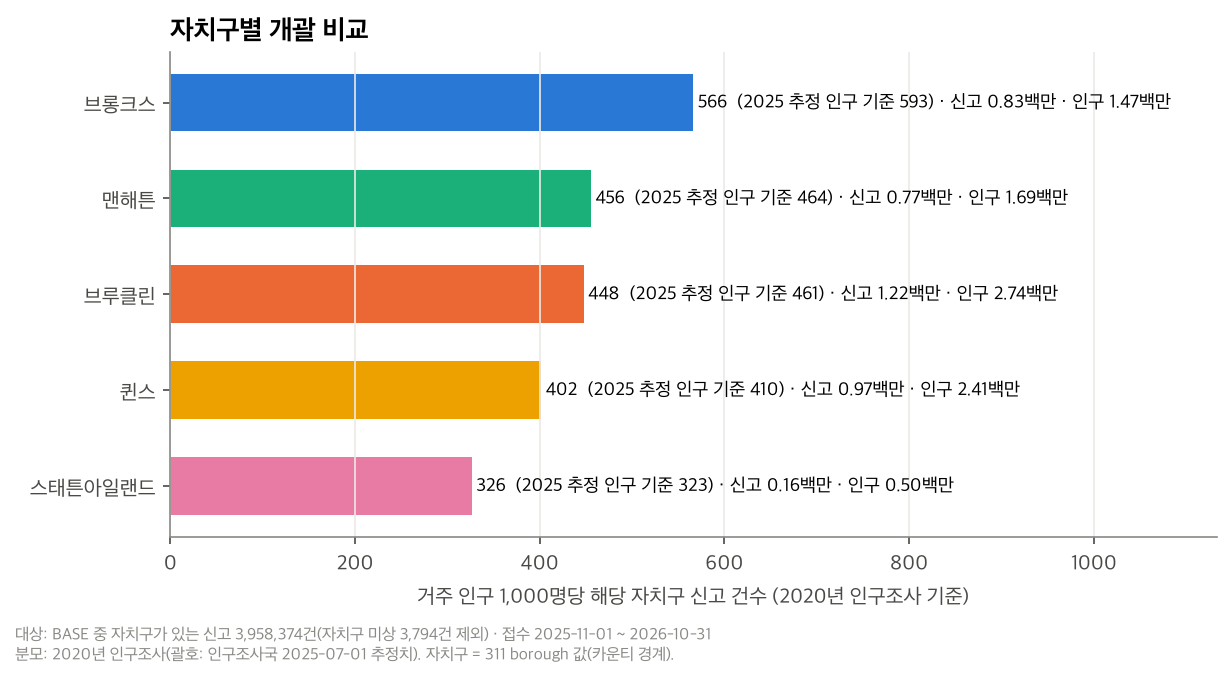 자치구별 개괄 비교
브롱크스
566 (2025 추정 인구 기준 593) · 신고 0.83백만 · 인구 1.47백만
맨해튼
456 (2025 추정 인구 기준 464) · 신고 0.77백만 · 인구 1.69백만
브루클린
448 (2025 추정 인구 기준 461) · 신고 1.22백만 · 인구 2.74백만
퀸스
402 (2025 추정 인구 기준 410) · 신고 0.97백만 · 인구 2.41백만
스태튼아일랜드
326 (2025 추정 인구 기준 323) · 신고 0.16백만 · 인구 0.50백만
0 200 400 600 800 1000
거주 인구 1,000명당 해당 자치구 신고 건수 (2020년 인구조사 기준)
대상: BASE 중 자치구가 있는 신고 3,958,374건(자치구 미상 3,794건 제외) · 접수 2025-11-01 ~ 2026-10-31
분모: 2020년 인구조사(괄호: 인구조사국 2025-07-01 추정치). 자치구 = 311 borough 값(카운티 경계).